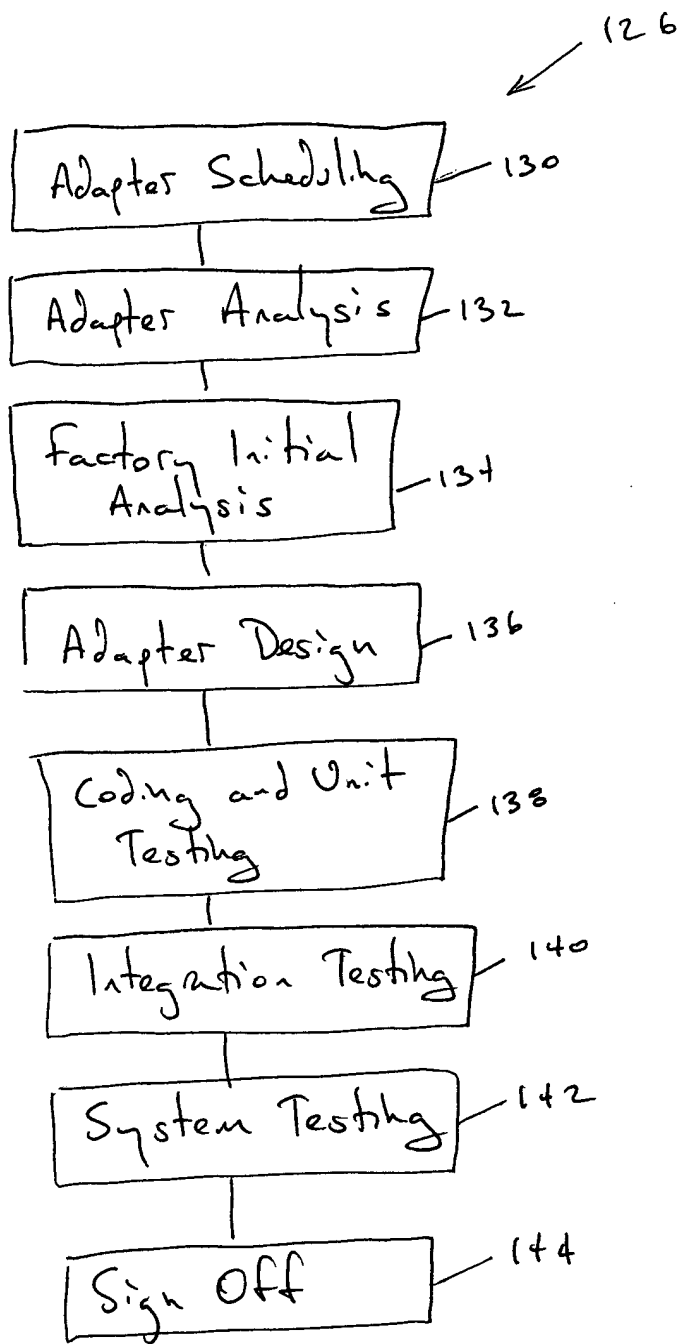 126
Adapter Scheduling 130
Adapter Analysis 132
Factory Initial
Analysis
134
Adapter Design 136
Coding and Unit
Testing
138
Integration Testing 140
System Testing 142
Sign Off 144